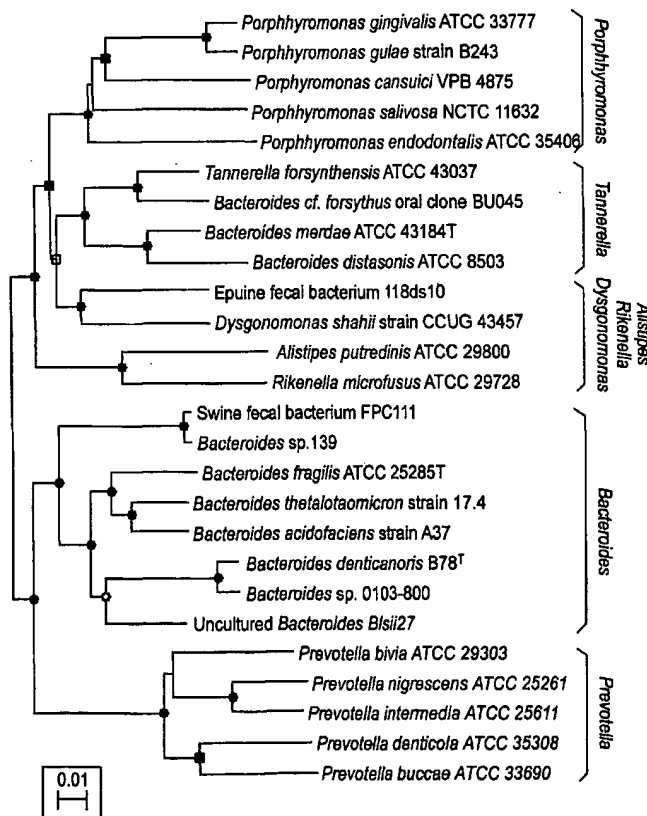 Porphhyromonas gingivalis ATCC 33777
Porphhyromonas gulae strain B243
Porphyromonas cansuici VPB 4875
Porphhyromonas salivosa NCTC 11632
Porphhyromonas endodontalis ATCC 35406
Porphhyromonas
Tannerella forsynthensis ATCC 43037
Bacteroides cf. forsythus oral clone BU045
Bacteroides merdae ATCC 43184T
Bacteroides distasonis ATCC 8503
Tannerella
Epuine fecal bacterium 118ds10
Dysgonomonas shahii strain CCUG 43457
Alistipes putredinis ATCC 29800
Rikenella microfusus ATCC 29728
Alistipes
Rikenella
Dysgonomonas
Swine fecal bacterium FPC111
Bacteroides sp.139
Bacteroides fragilis ATCC 25285T
Bacteroides thetalotaomicron strain 17.4
Bacteroides acidofaciens strain A37
Bacteroides denticanoris B78ᵀ
Bacteroides sp. 0103-800
Uncultured Bacteroides Blsii27
Bacteroides
Prevotella bivia ATCC 29303
Prevotella nigrescens ATCC 25261
Prevotella intermedia ATCC 25611
Prevotella denticola ATCC 35308
Prevotella buccae ATCC 33690
Prevotella
0.01